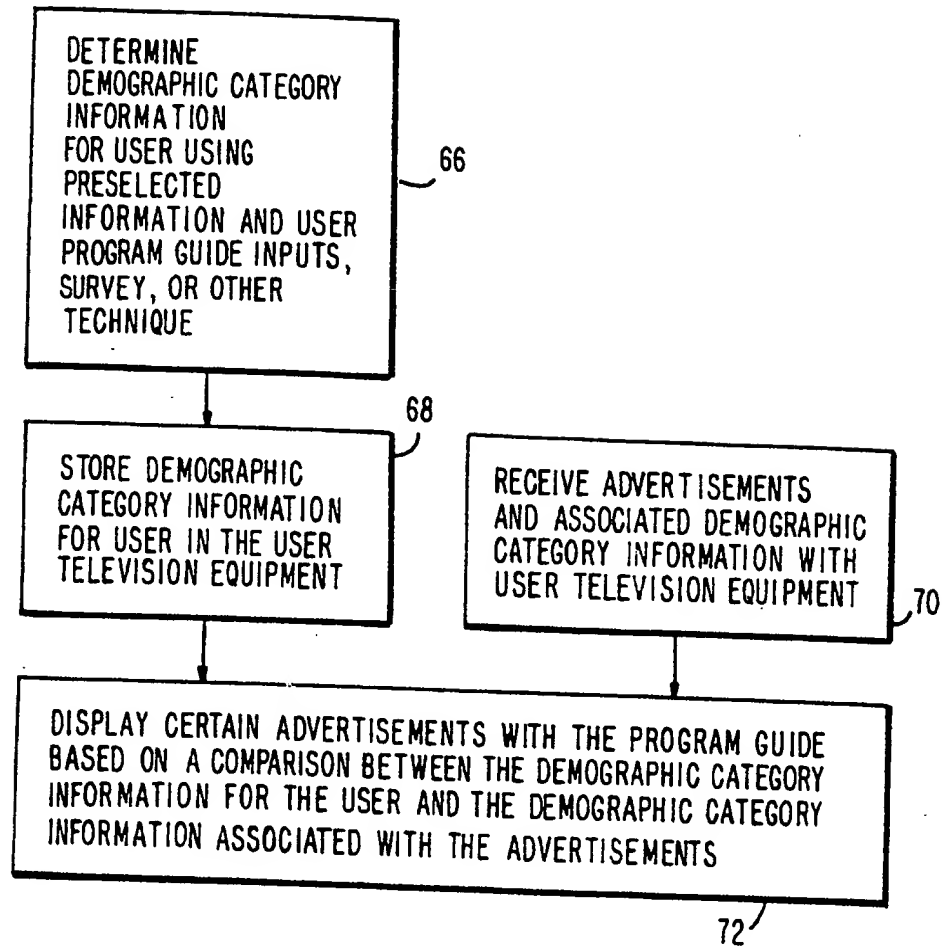 DETERMINE
DEMOGRAPHIC CATEGORY
INFORMATION
FOR USER USING
PRESELECTED
INFORMATION AND USER
PROGRAM GUIDE INPUTS,
SURVEY, OR OTHER
TECHNIQUE
66
STORE DEMOGRAPHIC
CATEGORY INFORMATION
FOR USER IN THE USER
TELEVISION EQUIPMENT
68
RECEIVE ADVERTISEMENTS
AND ASSOCIATED DEMOGRAPHIC
CATEGORY INFORMATION WITH
USER TELEVISION EQUIPMENT
70
DISPLAY CERTAIN ADVERTISEMENTS WITH THE PROGRAM GUIDE
BASED ON A COMPARISON BETWEEN THE DEMOGRAPHIC CATEGORY
INFORMATION FOR THE USER AND THE DEMOGRAPHIC CATEGORY
INFORMATION ASSOCIATED WITH THE ADVERTISEMENTS
72